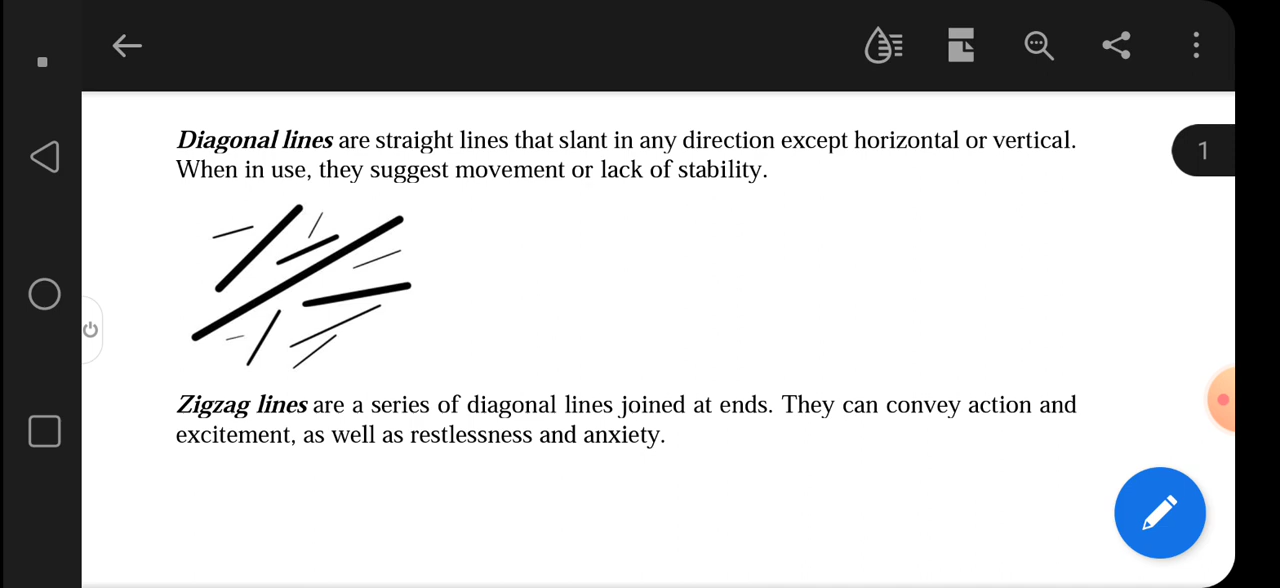 Diagonal lines are straight lines that slant in any direction except horizontal or vertical.
When in use, they suggest movement or lack of stability.
1
Zigzag lines are a series of diagonal lines joined at ends. They can convey action and
excitement, as well as restlessness and anxiety.